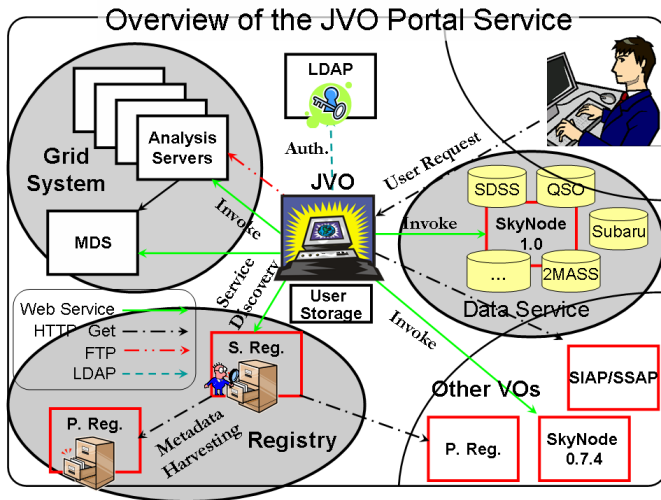 Overview of the JVO Portal Service
LDAP
Auth.
JVO
User Request
Analysis
Servers
Grid
System
MDS
Invoke
Service
Discovery
User
Storage
Invoke
SDSS
QSO
SkyNode
1.0
Subaru
...
2MASS
Data Service
Web Service
HTTP Get
FTP
LDAP
S. Reg.
P. Reg.
Metadata
Harvesting
Registry
Invoke
Other VOs
SIAP/SSAP
P. Reg.
SkyNode
0.7.4